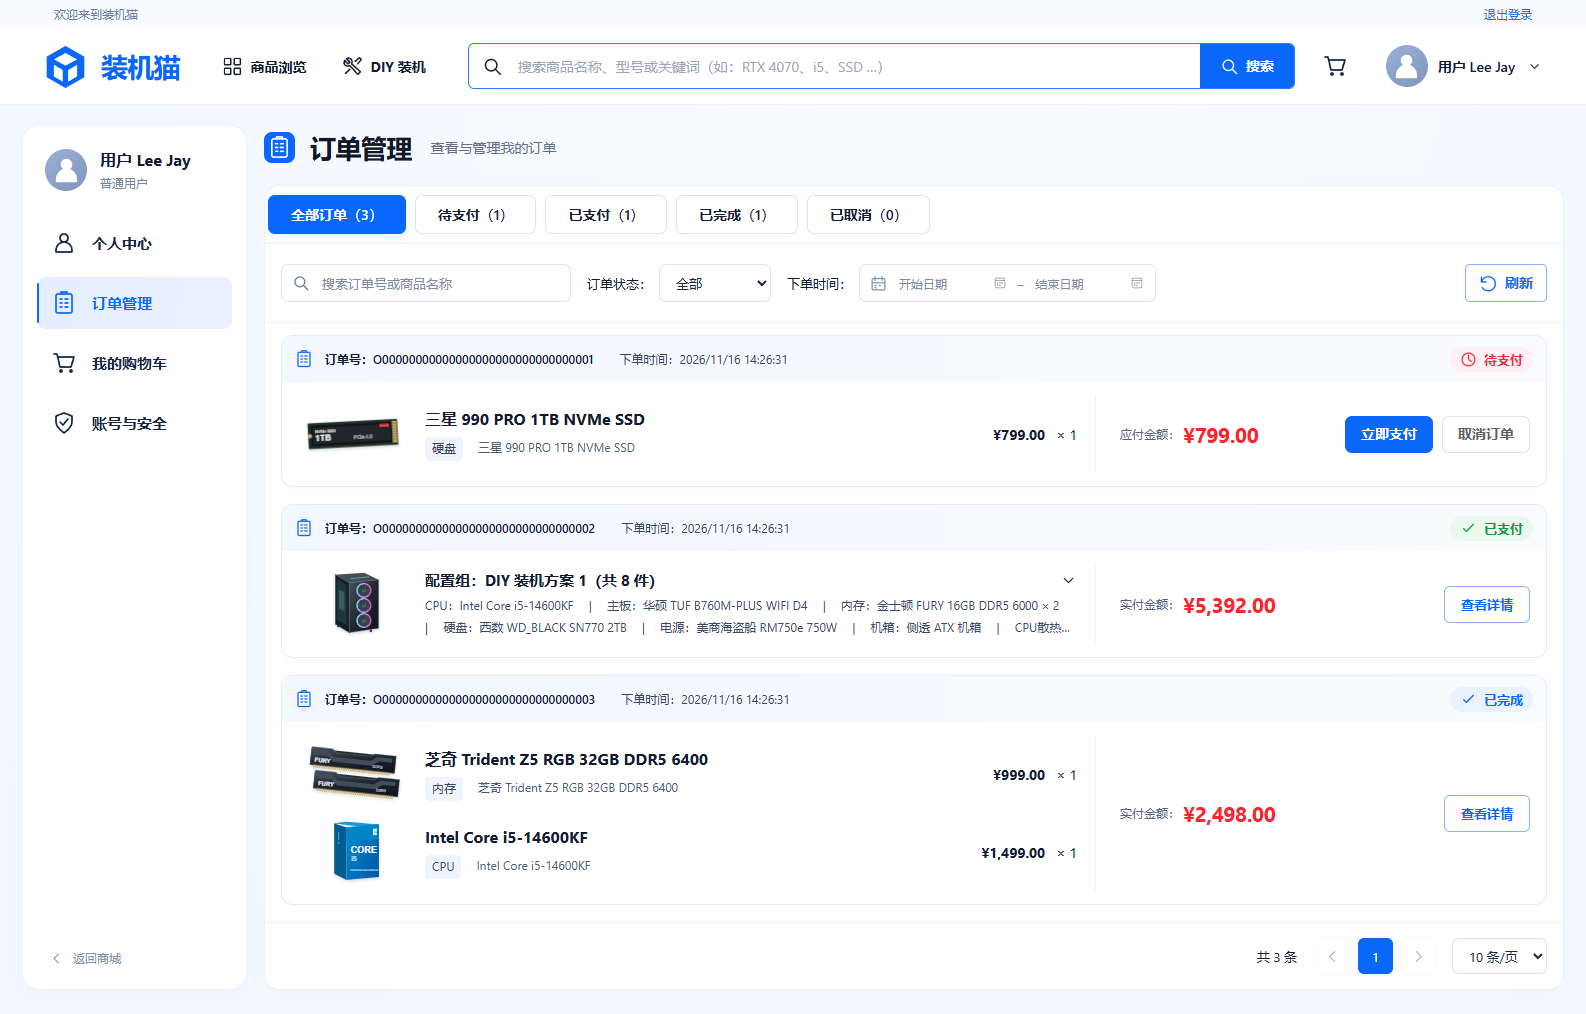 欢迎来到装机猫
退出登录
装机猫
商品浏览
DIY 装机
搜索商品名称、型号或关键词（如：RTX 4070、i5、SSD ...）
搜索
用户 Lee Jay
用户 Lee Jay
普通用户
个人中心
订单管理
我的购物车
账号与安全
返回商城
订单管理
查看与管理我的订单
全部订单（3）
待支付（1）
已支付（1）
已完成（1）
已取消（0）
搜索订单号或商品名称
订单状态：
全部
下单时间：
开始日期
–
结束日期
刷新
订单号：O0000000000000000000000000000001
下单时间：2026/11/16 14:26:31
待支付
1TB
三星 990 PRO 1TB NVMe SSD
硬盘
三星 990 PRO 1TB NVMe SSD
¥799.00 × 1
应付金额：¥799.00
立即支付
取消订单
订单号：O0000000000000000000000000000002
下单时间：2026/11/16 14:26:31
已支付
配置组：DIY 装机方案 1（共 8 件）
CPU：Intel Core i5-14600KF | 主板：华硕 TUF B760M-PLUS WIFI D4 | 内存：金士顿 FURY 16GB DDR5 6000 × 2
| 硬盘：西数 WD_BLACK SN770 2TB | 电源：美商海盗船 RM750e 750W | 机箱：侧透 ATX 机箱 | CPU散热...
实付金额：¥5,392.00
查看详情
订单号：O0000000000000000000000000000003
下单时间：2026/11/16 14:26:31
已完成
FURY
FURY
芝奇 Trident Z5 RGB 32GB DDR5 6400
内存
芝奇 Trident Z5 RGB 32GB DDR5 6400
¥999.00 × 1
CORE
i5
Intel Core i5-14600KF
CPU
Intel Core i5-14600KF
¥1,499.00 × 1
实付金额：¥2,498.00
查看详情
共 3 条
1
10 条/页